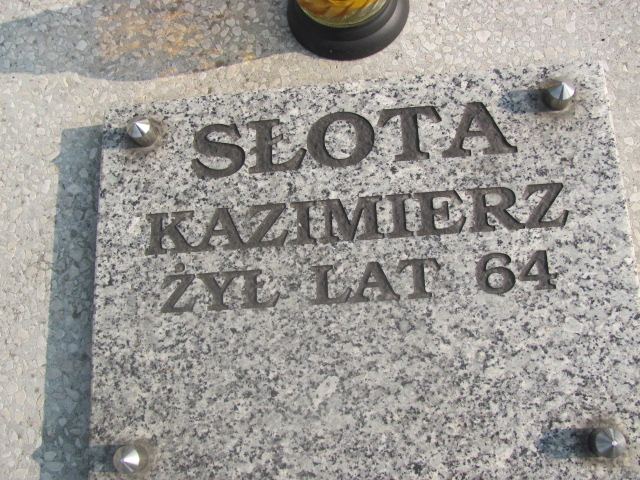 SŁOTA
KAZIMIERZ
ŻYŁ LAT 64